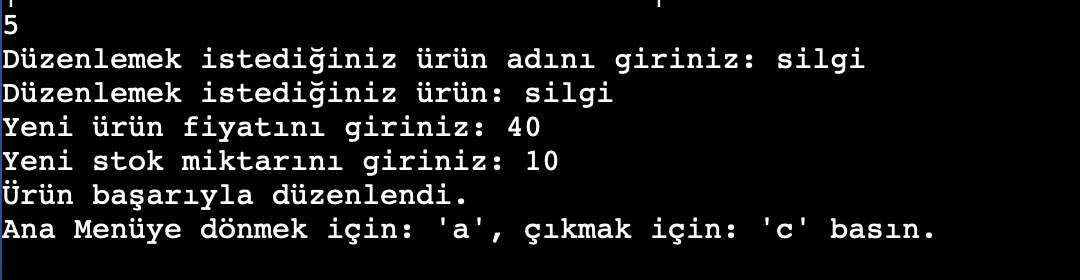 5
Düzenlemek istediğiniz ürün adını giriniz: silgi
Düzenlemek istediğiniz ürün: silgi
Yeni ürün fiyatını giriniz: 40
Yeni stok miktarını giriniz: 10
Ürün başarıyla düzenlendi.
Ana Menüye dönmek için: 'a', çıkmak için: 'c' basın.